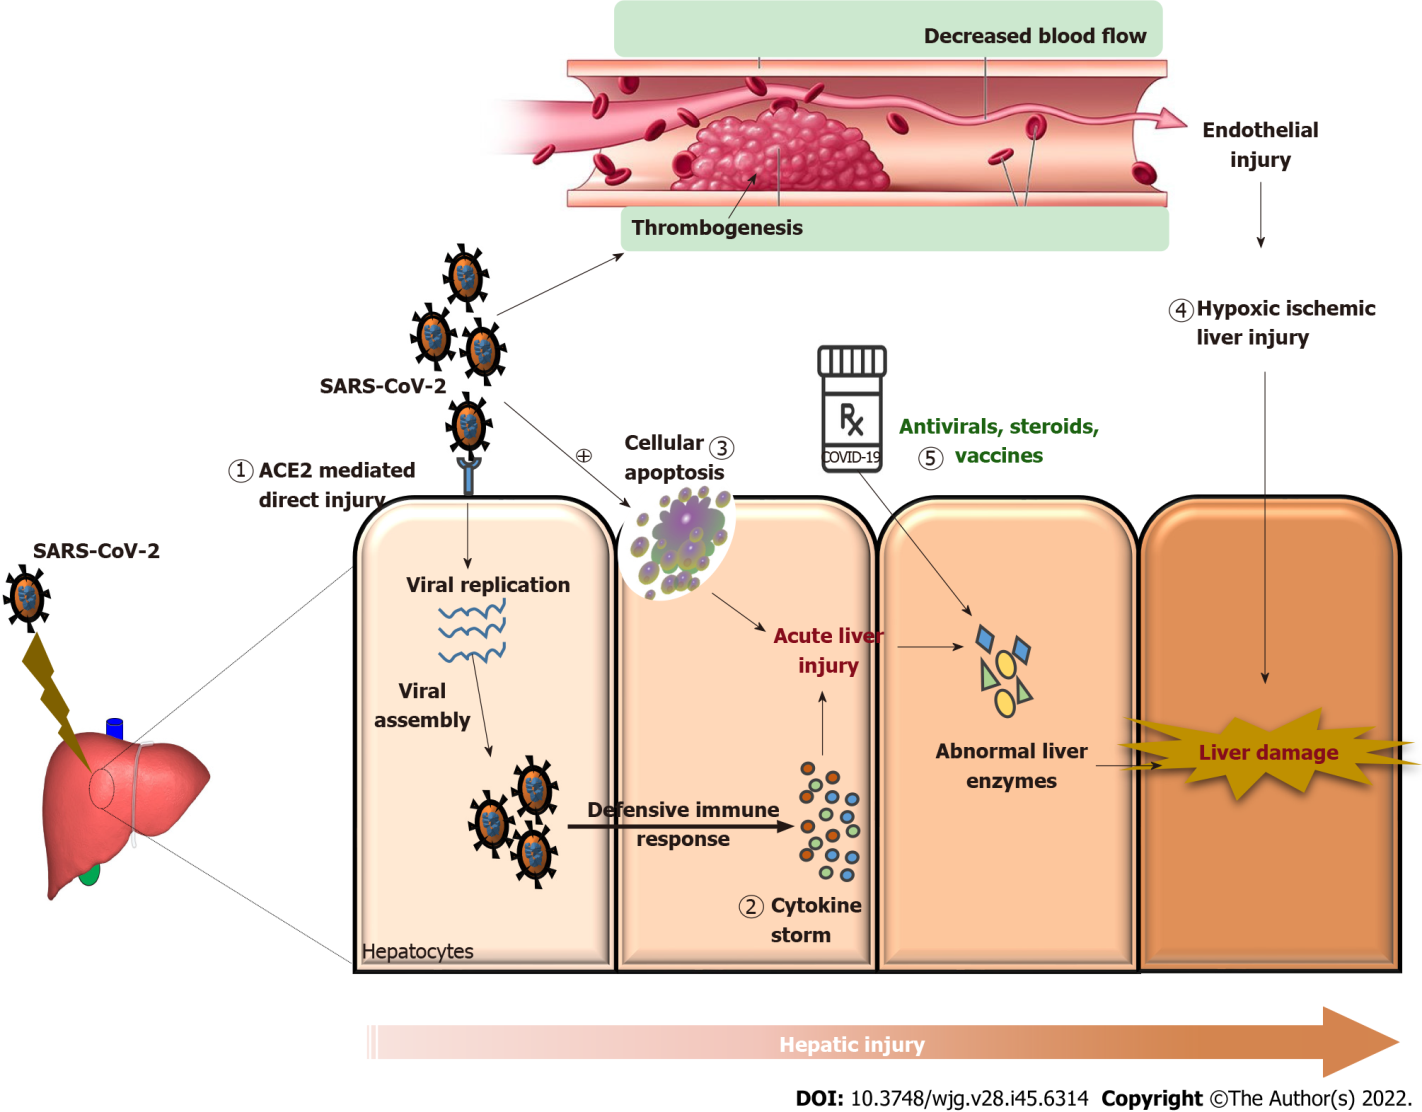 Decreased blood flow
Endothelial
injury
Thrombogenesis
④ Hypoxic ischemic
liver injury
SARS-CoV-2
Rx
COVID-19
Antivirals, steroids,
⑤ vaccines
Cellular ③
apoptosis
① ACE2 mediated
direct injury
SARS-CoV-2
Viral replication
Acute liver
injury
Viral
assembly
Abnormal liver
enzymes
Liver damage
Defensive immune
response
② Cytokine
storm
Hepatocytes
Hepatic injury
DOI: 10.3748/wjg.v28.i45.6314 Copyright ©The Author(s) 2022.